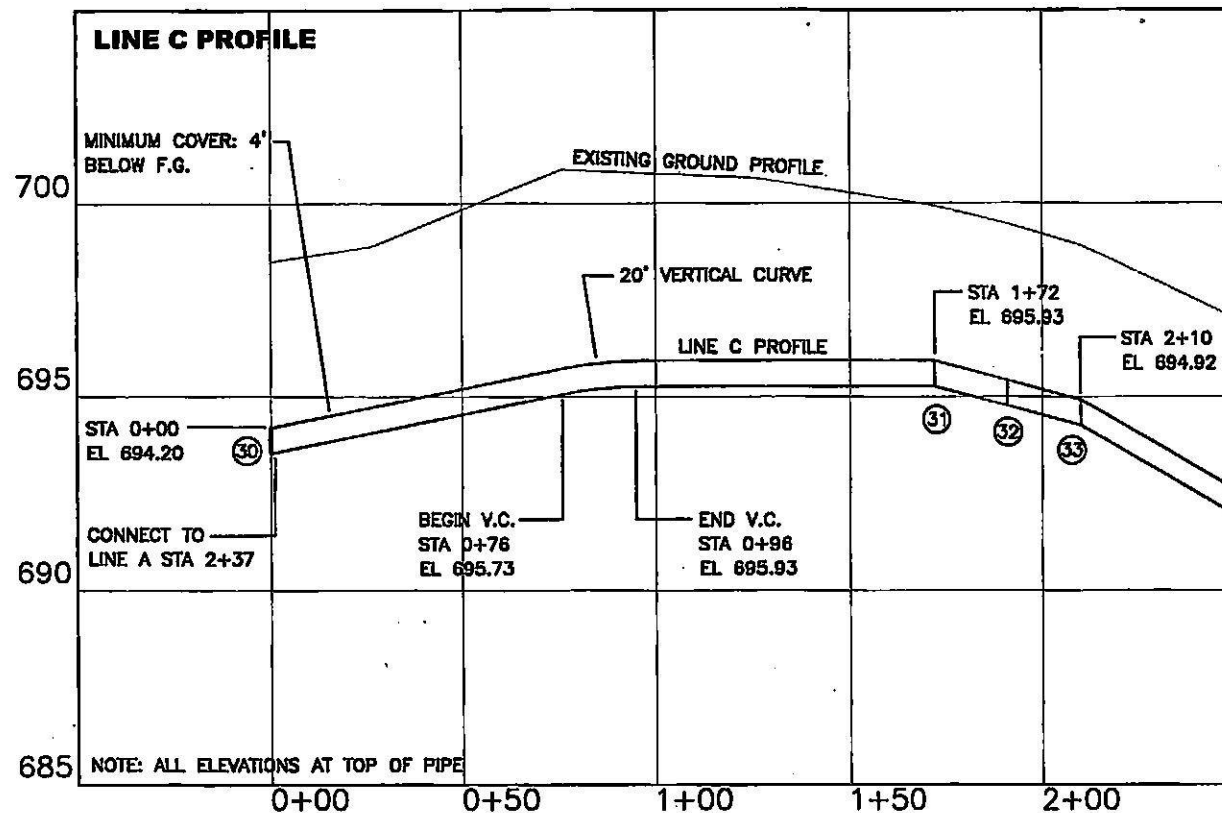 LINE C PROFILE
MINIMUM COVER: 4'
BELOW F.G.
EXISTING GROUND PROFILE
700
20' VERTICAL CURVE
STA 1+72
EL 695.93
LINE C PROFILE
STA 2+10
EL 694.92
695
STA 0+00
EL 694.20
30
31
32
33
CONNECT TO
LINE A STA 2+37
BEGIN V.C.
STA 0+76
EL 695.73
END V.C.
STA 0+96
EL 695.93
690
685
NOTE: ALL ELEVATIONS AT TOP OF PIPE
0+00 0+50 1+00 1+50 2+00